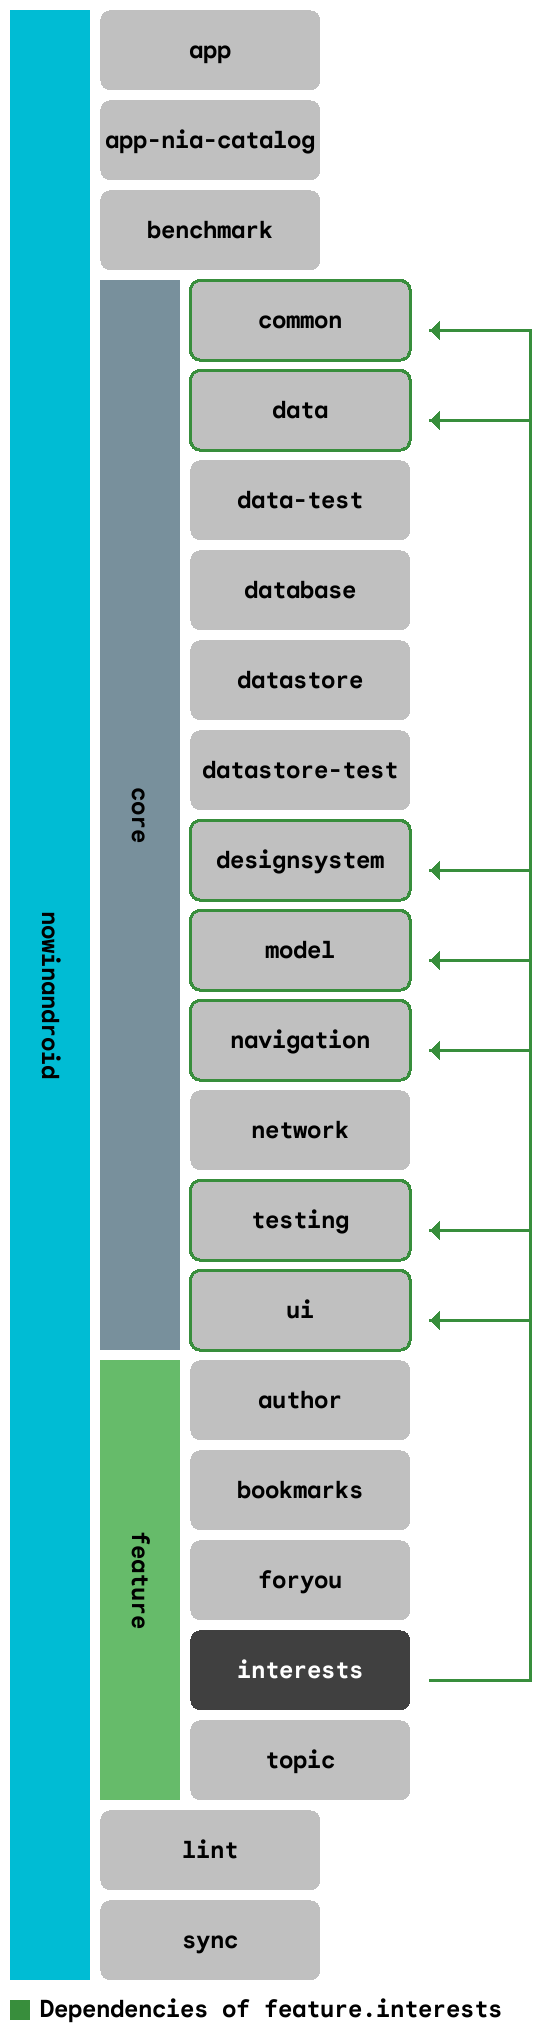 nowinandroid
app
app-nia-catalog
benchmark
core
common
data
data-test
database
datastore
datastore-test
designsystem
model
navigation
network
testing
ui
feature
author
bookmarks
foryou
interests
topic
lint
sync
Dependencies of feature.interests